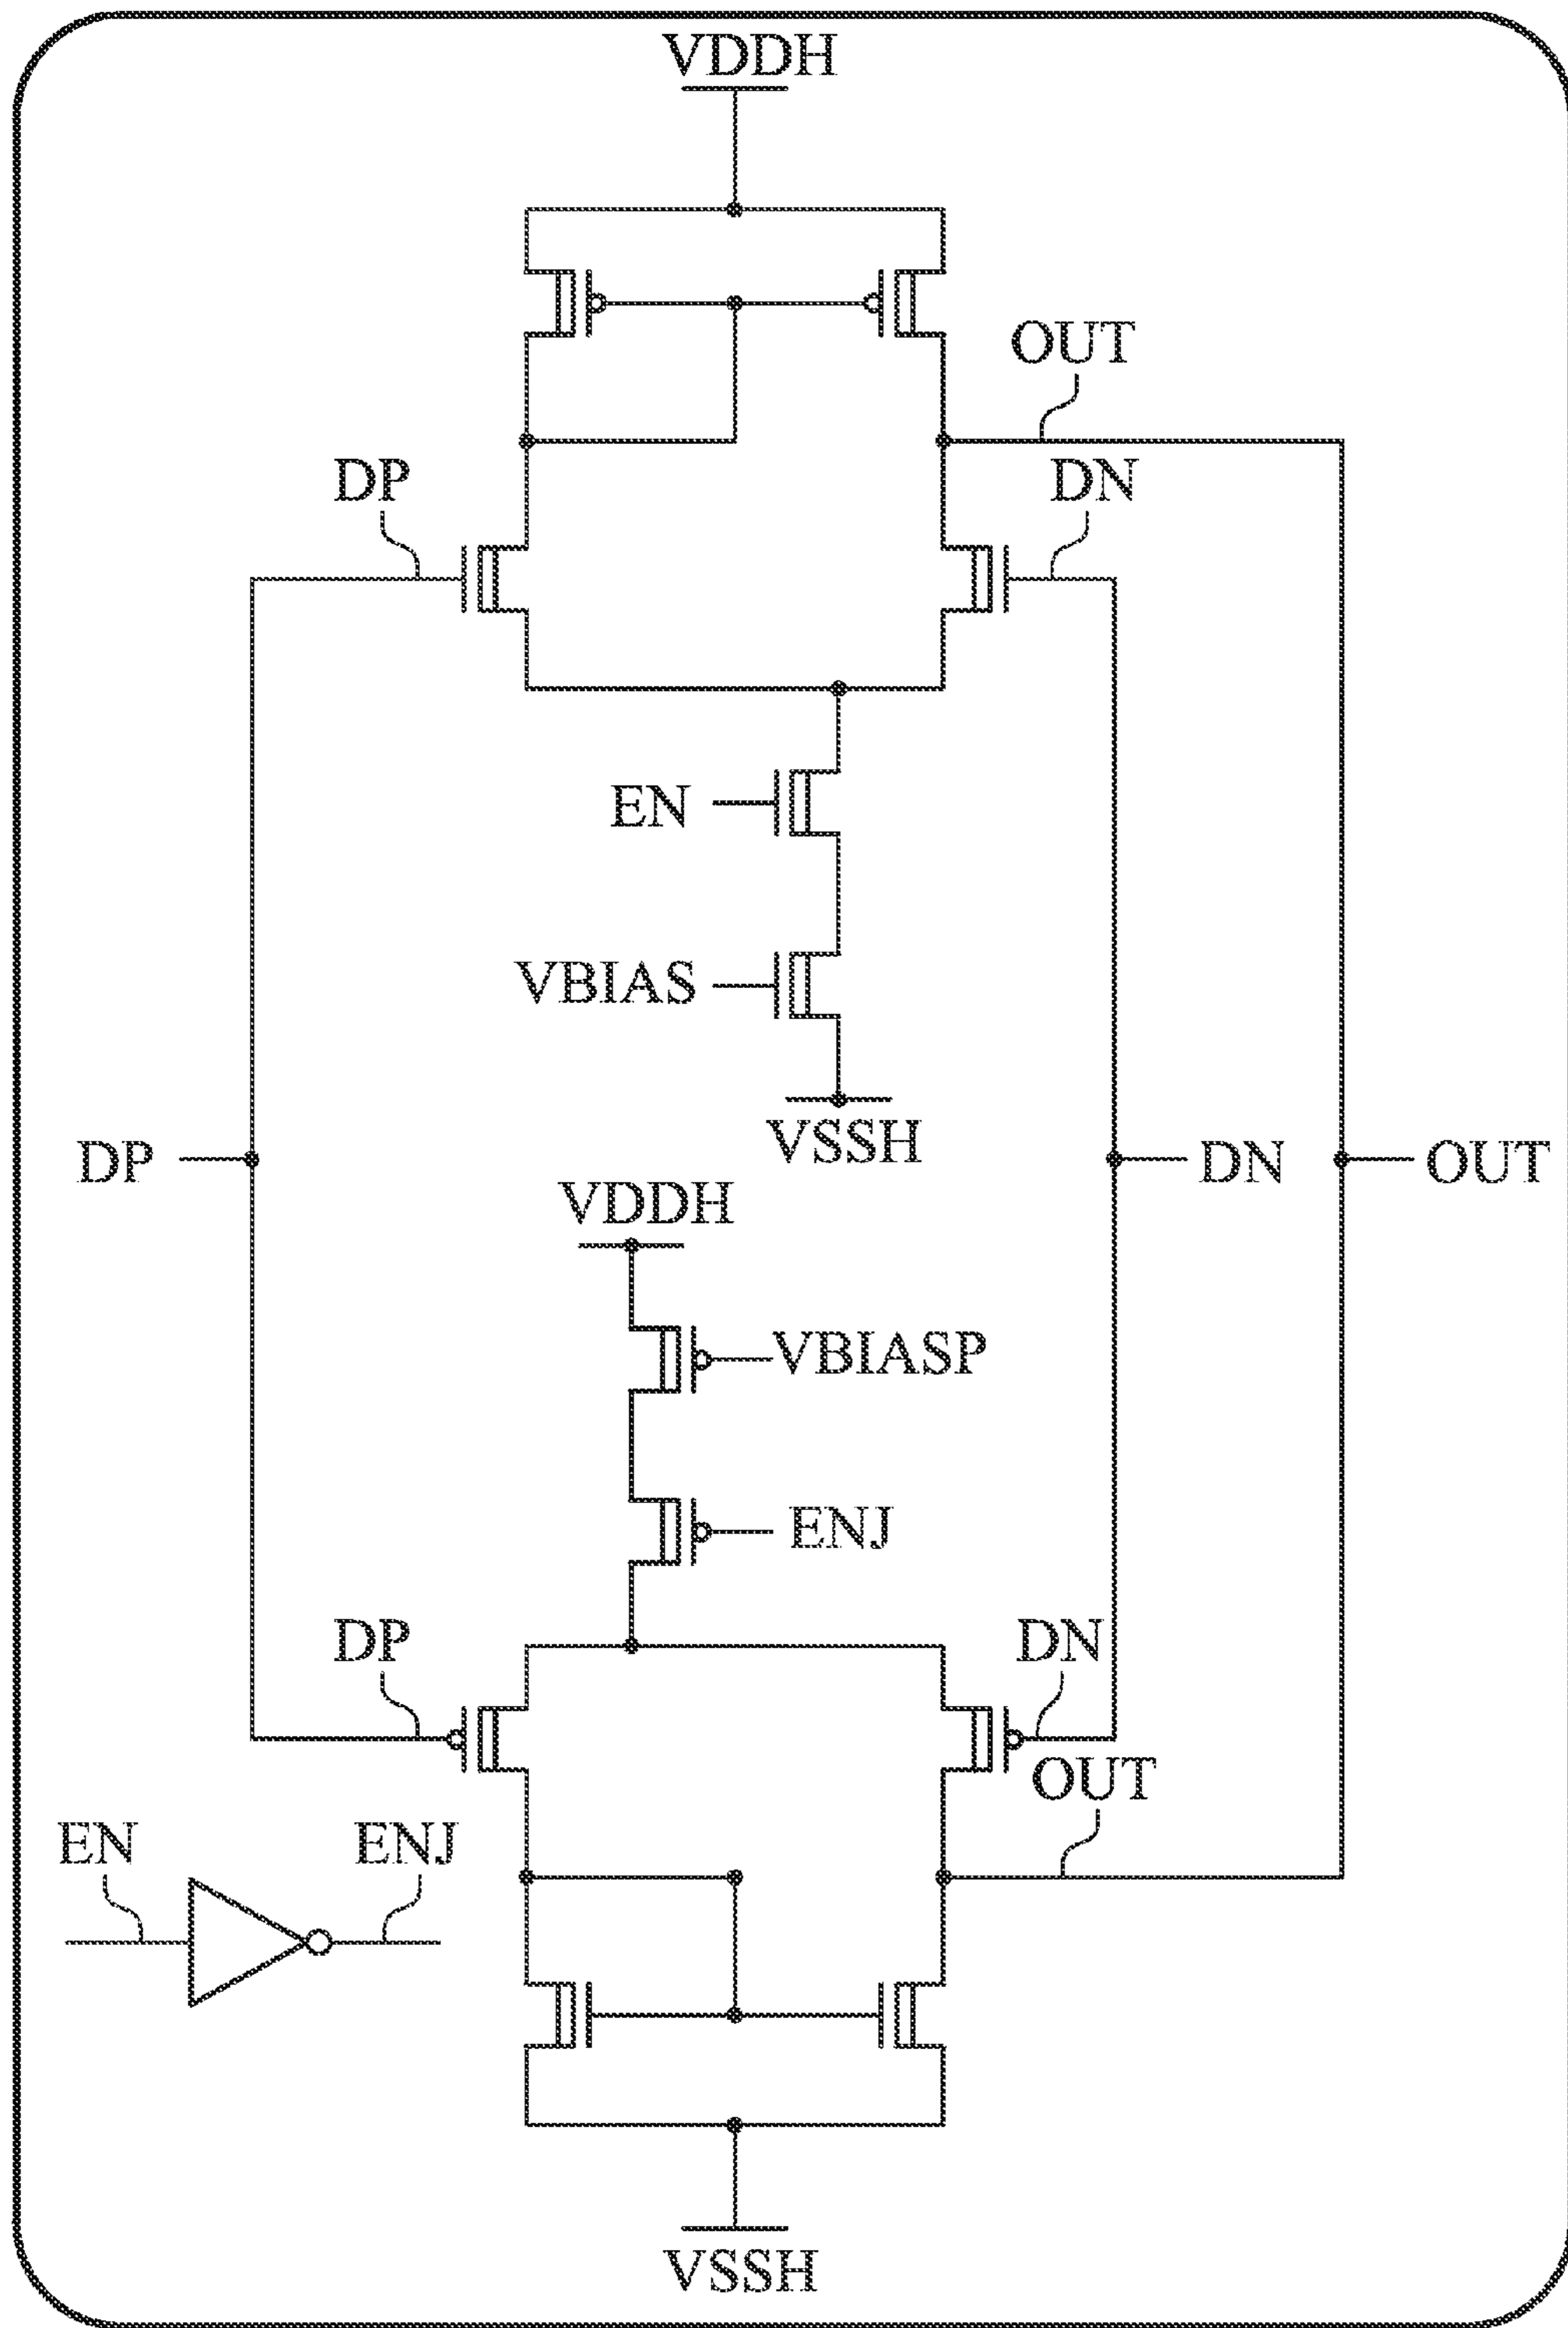 VDDH
OUT
DP
DN
EN
VBIAS
VSSH
DP
DN
OUT
VDDH
VBIASP
ENJ
DP
DN
OUT
EN
ENJ
VSSH